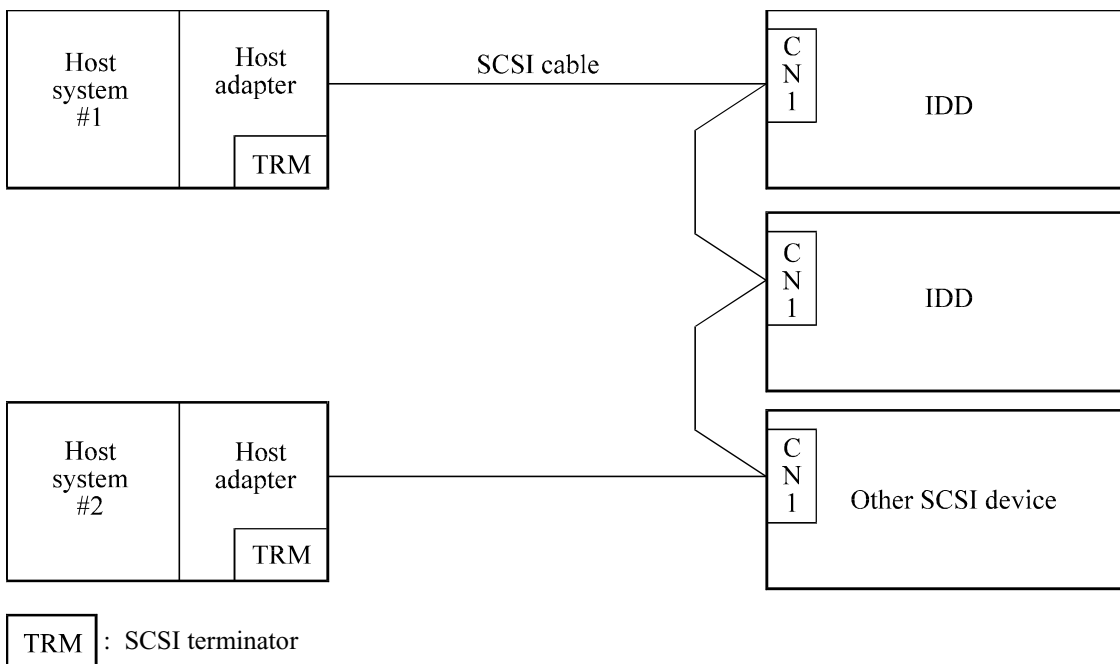 Host
system
#1
Host
adapter
TRM
SCSI cable
C
N
1
IDD
C
N
1
IDD
Host
system
#2
Host
adapter
TRM
C
N
1
Other SCSI device
TRM : SCSI terminator